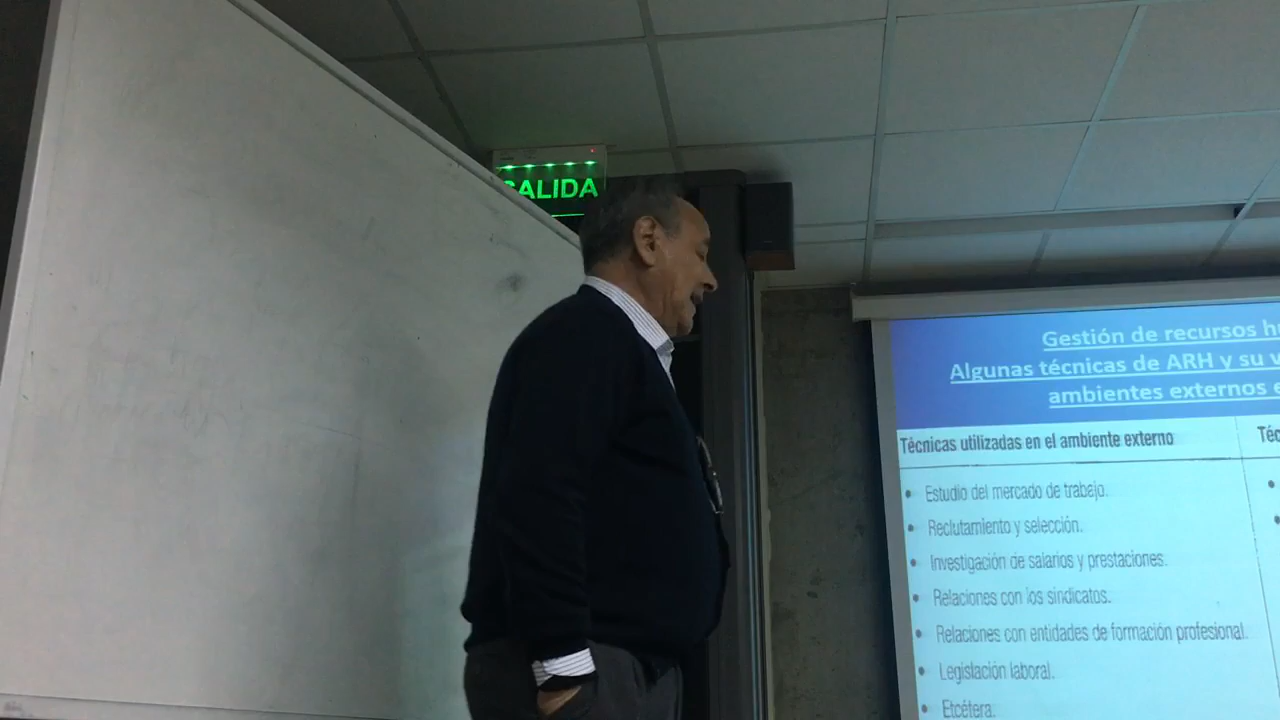 SALIDA
Gestión de recursos
Algunas técnicas de ARH y su
ambientes externos e
Técnicas utilizadas en el ambiente externo
• Estudio del mercado de trabajo.
• Reclutamiento y selección.
• Investigación de salarios y prestaciones.
• Relaciones con los sindicatos.
• Relaciones con entidades de formación profesional.
• Legislación laboral.
• Etcétera.